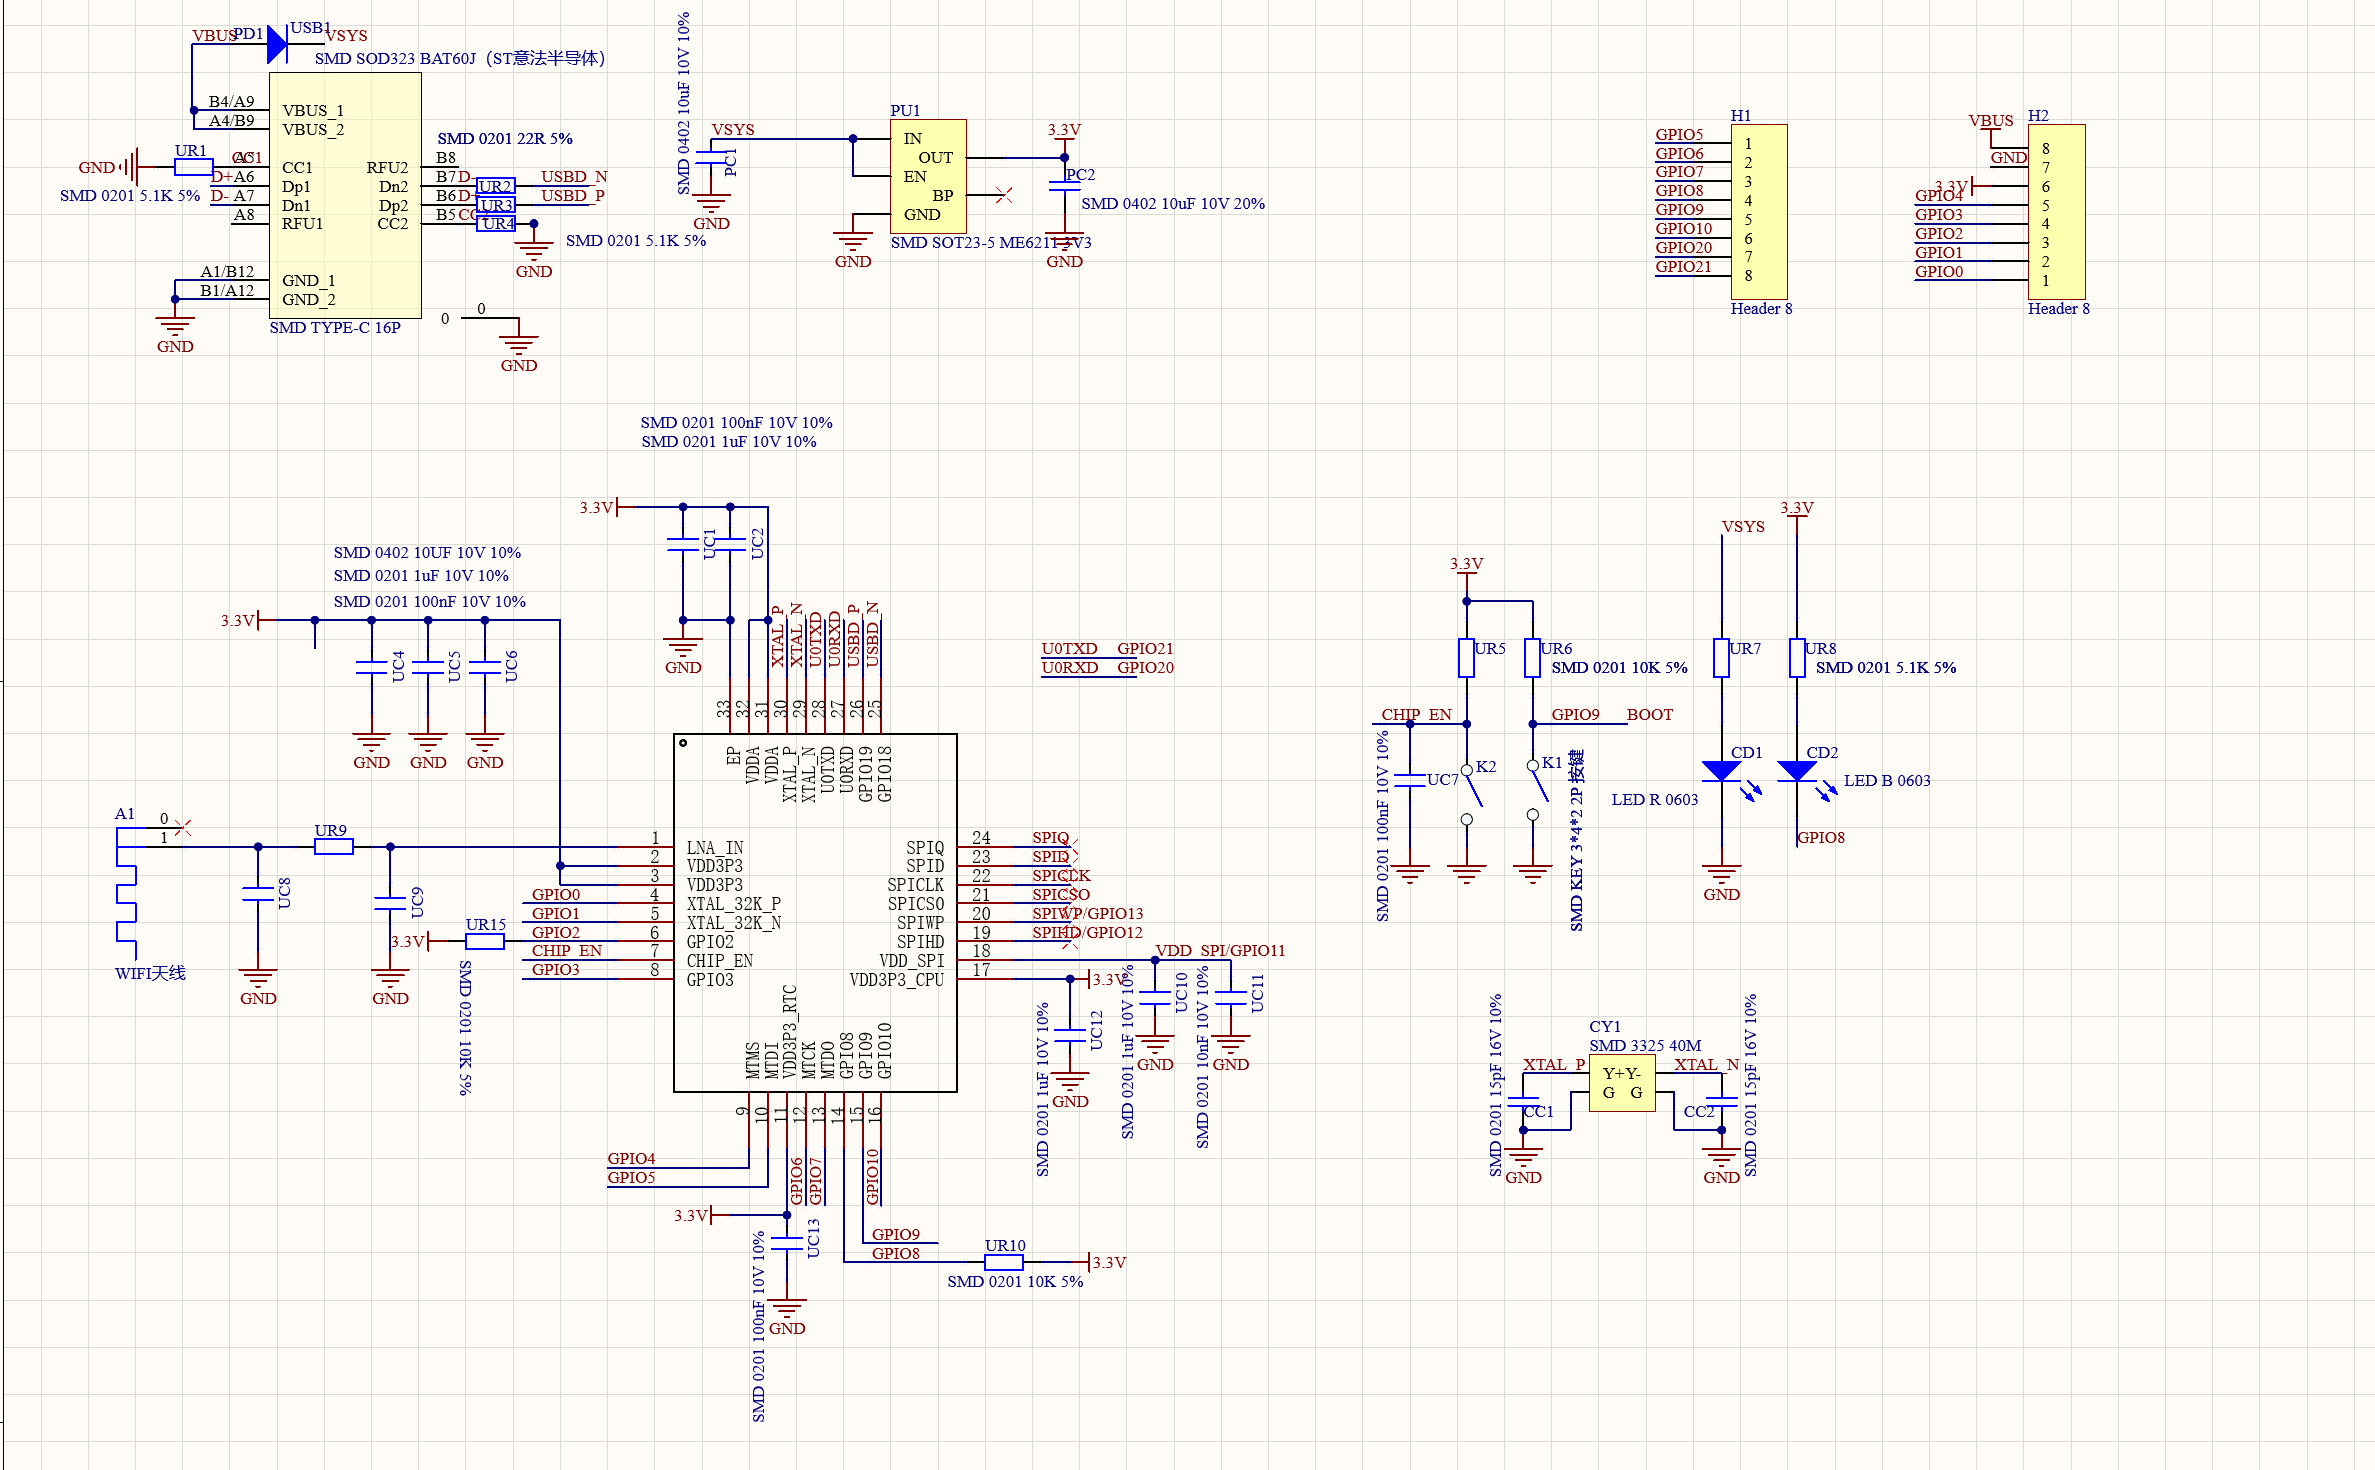 VBUS
PD1
USB1
VSYS
SMD SOD323 BAT60J（ST意法半导体）
B4/A9
A4/B9
VBUS_1
VBUS_2
SMD 0201 22R 5%
GND
UR1
A5
CC1
D+
A6
D-
A7
A8
SMD 0201 5.1K 5%
CC1
Dp1
Dn1
RFU1
RFU2
Dn2
Dp2
CC2
B8
B7
D-
UR2
USBD_N
B6
UR3
USBD_P
B5
UR4
SMD 0201 5.1K 5%
GND
A1/B12
B1/A12
GND_1
GND_2
GND
SMD TYPE-C 16P
0
0
GND
SMD 0402 10uF 10V 10%
VSYS
PC1
GND
PU1
IN
OUT
EN
BP
GND
SMD SOT23-5 ME6211 3V3
GND
3.3V
PC2
SMD 0402 10uF 10V 20%
GND
H1
GPIO5 1
GPIO6 2
GPIO7 3
GPIO8 4
GPIO9 5
GPIO10 6
GPIO20 7
GPIO21 8
Header 8
H2
VBUS 8
GND 7
3.3V 6
GPIO4 5
GPIO3 4
GPIO2 3
GPIO1 2
GPIO0 1
Header 8
SMD 0201 100nF 10V 10%
SMD 0201 1uF 10V 10%
3.3V
UC1
UC2
GND
SMD 0402 10UF 10V 10%
SMD 0201 1uF 10V 10%
SMD 0201 100nF 10V 10%
3.3V
UC4
UC5
UC6
GND
GND
GND
XTAL_P
XTAL_N
U0TXD
U0RXD
USBD_P
USBD_N
33
32
31
30
29
28
27
26
25
EP
VDDA
VDDA
XTAL_P
XTAL_N
UOTXD
UORXD
GPIO19
GPIO18
U0TXD GPIO21
U0RXD GPIO20
A1
0
1
WIFI天线
UR9
UC8
GND
UC9
GND
1 LNA_IN
2 VDD3P3
3 VDD3P3
GPIO0 4 XTAL_32K_P
GPIO1 5 XTAL_32K_N
3.3V
UR15
GPIO2 6 GPIO2
CHIP_EN 7 CHIP_EN
GPIO3 8 GPIO3
SMD 0201 10K 5%
SPIQ 24 SPIQ
SPID 23 SPID
SPICLK 22 SPICLK
SPICSO 21 SPICSO
SPIWP 20 SPIWP/GPIO13
SPIHD 19 SPIHD/GPIO12
VDD_SPI 18 VDD_SPI/GPIO11
VDD3P3_CPU 17 3.3V
UC12
SMD 0201 1uF 10V 10%
GND
UC10
SMD 0201 1uF 10V 10%
GND
UC11
SMD 0201 10nF 10V 10%
GND
MTMS
MTDI
VDD3P3_RTC
MTCK
MTDO
GPIO8
GPIO9
GPIO10
9
10
11
12
13
14
15
16
GPIO4
GPIO5
GPIO6
GPIO7
GPIO10
3.3V
UC13
SMD 0201 100nF 10V 10%
GND
GPIO9
GPIO8
UR10
3.3V
SMD 0201 10K 5%
3.3V
UR5
UR6
SMD 0201 10K 5%
CHIP_EN
GPIO9 BOOT
SMD 0201 100nF 10V 10%
UC7
K2
K1
SMD KEY 3*4*2 2P 按键
VSYS
3.3V
UR7
UR8
SMD 0201 5.1K 5%
CD1
CD2
LED R 0603
LED B 0603
GND
GPIO8
CY1
SMD 3325 40M
XTAL_P
Y+
Y-
XTAL_N
G
G
CC1
CC2
SMD 0201 15pF 16V 10%
SMD 0201 15pF 16V 10%
GND
GND